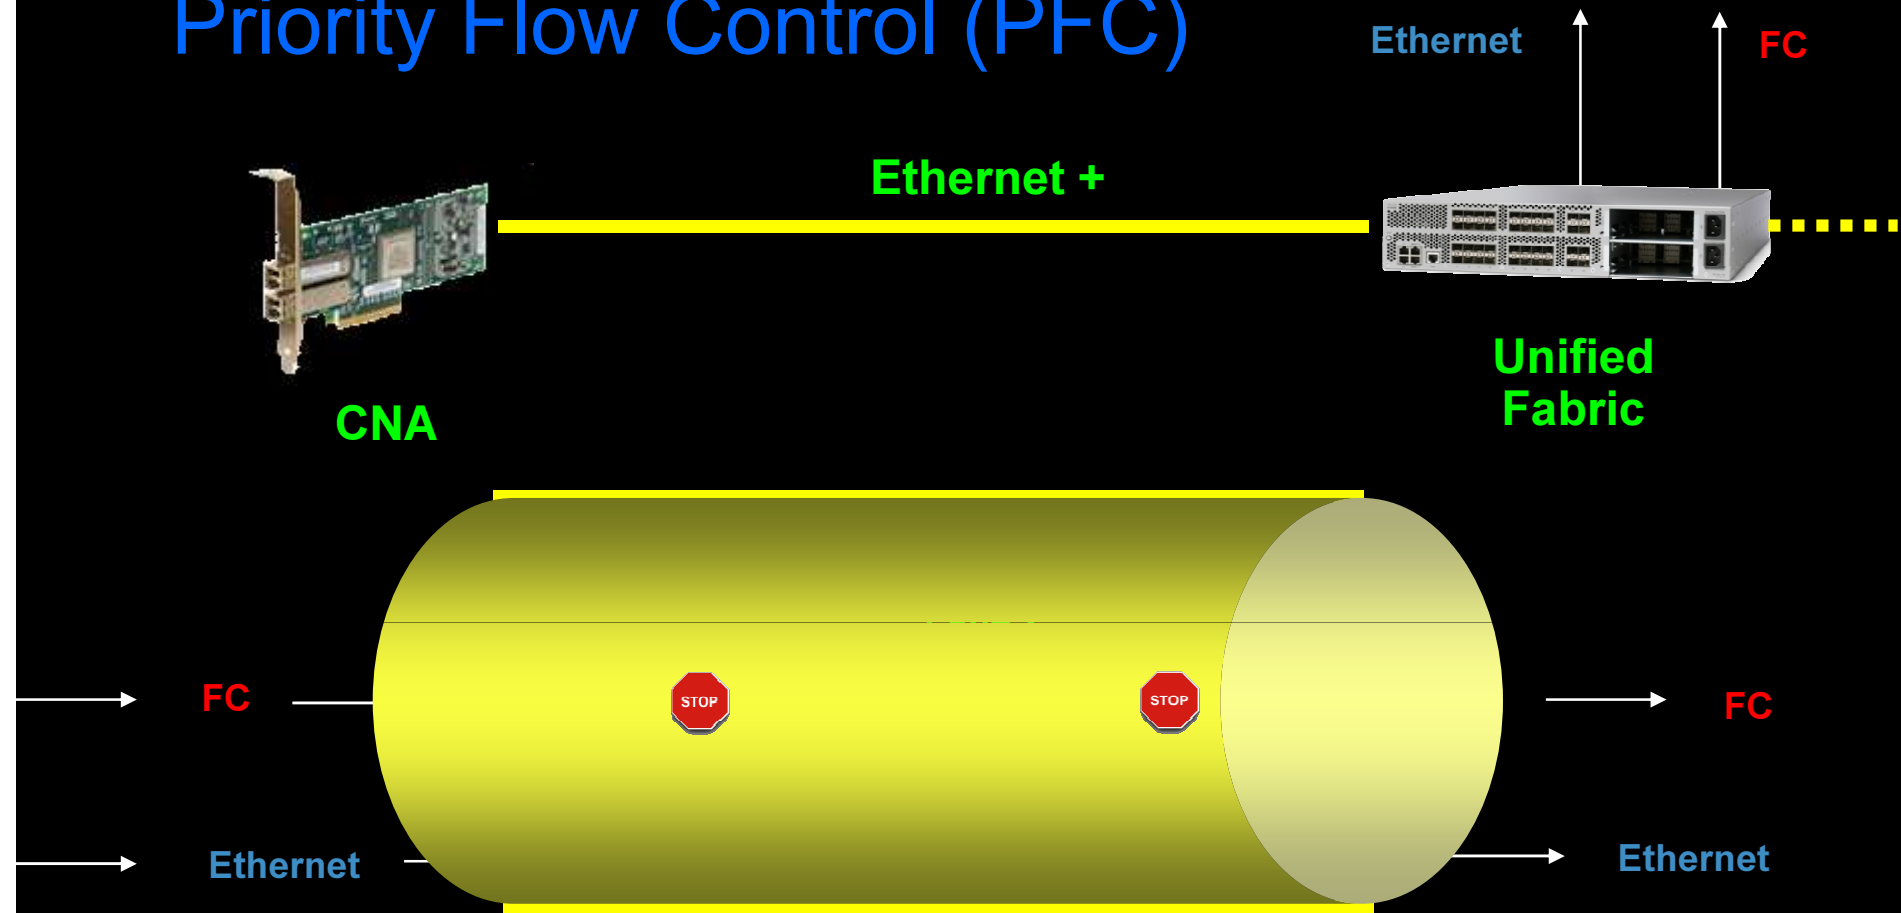 Priority Flow Control (PFC)
Ethernet
FC
Ethernet +
Unified
Fabric
CNA
STOP
STOP
FC
FC
Ethernet
Ethernet